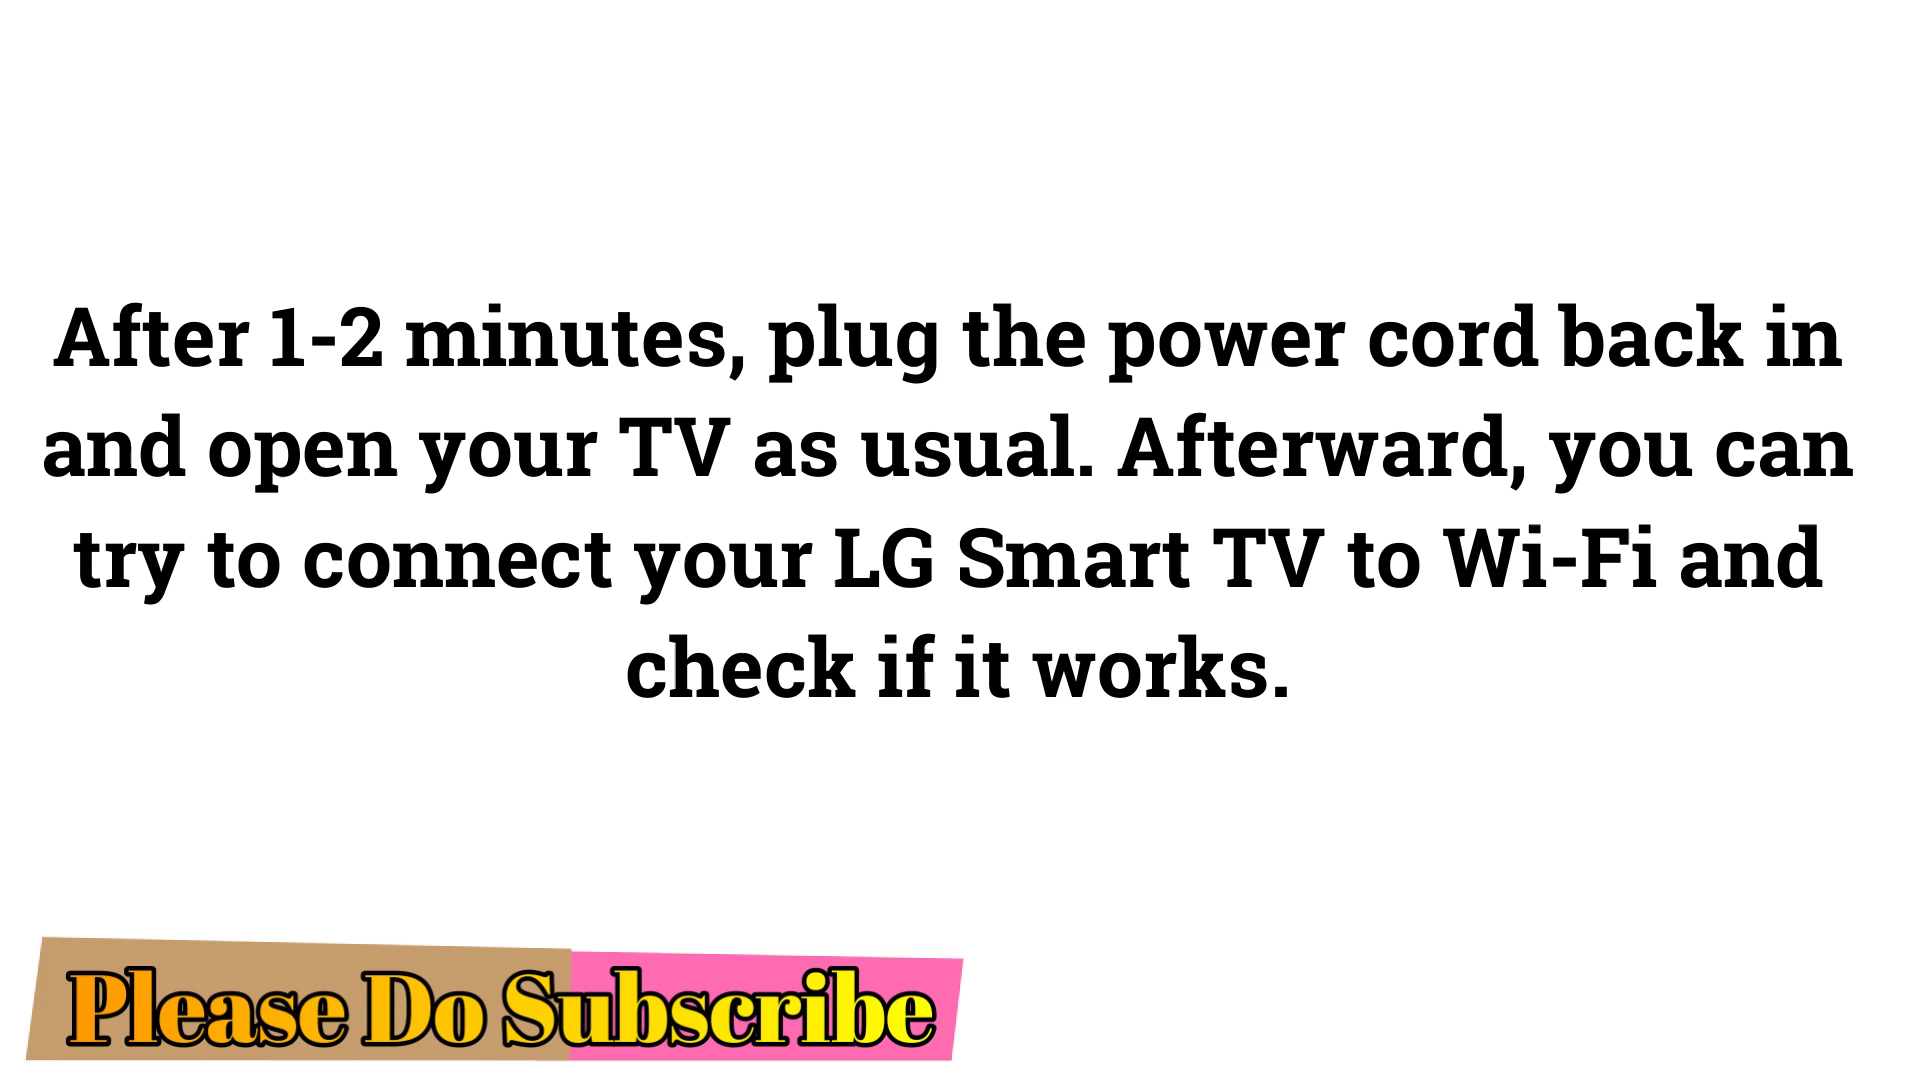 After 1-2 minutes, plug the power cord back in
and open your TV as usual. Afterward, you can
try to connect your LG Smart TV to Wi-Fi and
check if it works.
Please Do Subscribe